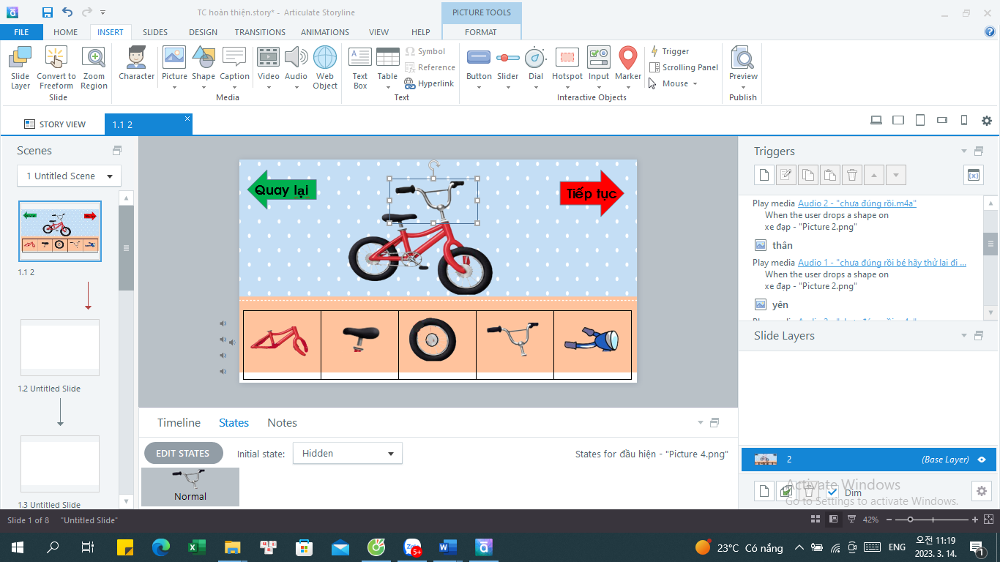 TC hoàn thiện.story* - Articulate Storyline
PICTURE TOOLS
FILE HOME INSERT SLIDES DESIGN TRANSITIONS ANIMATIONS VIEW HELP FORMAT
Slide Layer
Convert to Freeform
Zoom Region
Character
Picture
Shape
Caption
Video
Audio
Web Object
Text Box
Table
Symbol
Reference
Hyperlink
Button
Slider
Dial
Hotspot
Input
Marker
Trigger
Scrolling Panel
Mouse
Preview
Slide
Media
Text
Interactive Objects
Publish
STORY VIEW
1.1 2
Scenes
1 Untitled Scene
1.1 2
1.2 Untitled Slide
1.3 Untitled Slide
Quay lại
Tiếp tục
Triggers
Play media Audio 2 - "chưa đúng rồi.m4a"
When the user drops a shape on
xe đạp - "Picture 2.png"
thân
Play media Audio 1 - "chưa đúng rồi bé hãy thử lại đi ...
When the user drops a shape on
xe đạp - "Picture 2.png"
yên
Slide Layers
2 (Base Layer)
Dim
Activate Windows
Go to Settings to activate Windows.
Timeline States Notes
EDIT STATES Initial state: Hidden States for đầu hiện - "Picture 4.png"
Normal
Slide 1 of 8 "Untitled Slide" 42%
5+
23°C Có nắng
ENG
오전 11:19
2023. 3. 14.
1